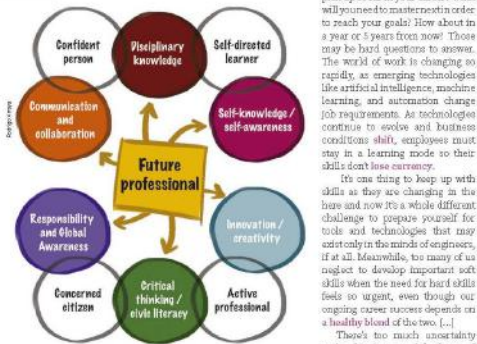 Confident
person
Disciplinary
knowledge
Self-directed
learner
Communication
and
collaboration
Self-knowledge /
self-awareness
Future
professional
Responsibility
and Global
Awareness
Innovation /
creativity
Concerned
citizen
Critical
thinking /
civic literacy
Active
professional
will you need to master next in order
to reach your goals? How about in
a year or 5 years from now? Those
may be hard questions to answer.
The world of work is changing so
rapidly, as emerging technologies
like artificial intelligence, machine
learning, and automation change
job requirements. As technologies
continue to evolve and business
conditions shift, employees must
stay in a learning mode so their
skills don't lose currency.
It's one thing to keep up with
skills as they are changing in the
here and now it's a whole different
challenge to prepare yourself for
tools and technologies that may
exist only in the minds of engineers,
if at all. Meanwhile, too many of us
neglect to develop important soft
skills when the need for hard skills
feels so urgent, even though our
ongoing career success depends on
a healthy blend of the two. [...]
There's too much uncertainty